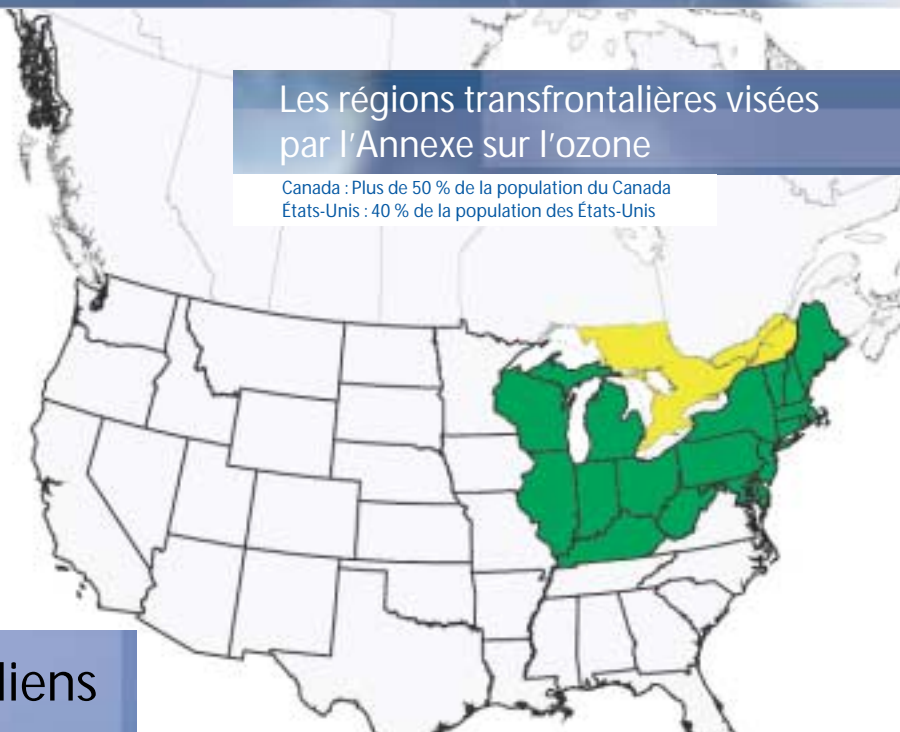 Les régions transfrontalières visées
par l'Annexe sur l'ozone
Canada : Plus de 50 % de la population du Canada
États-Unis : 40 % de la population des États-Unis
liens